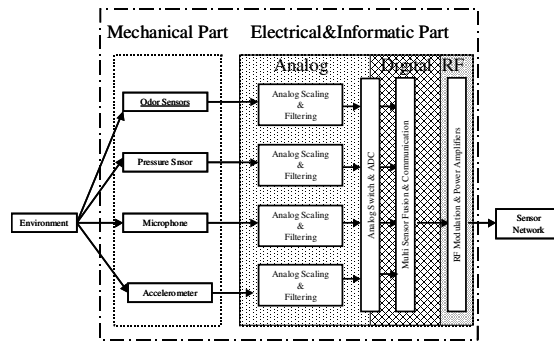 Mechanical Part
Electrical&Informatic Part
Analog
Digital
RF
Odor Sensors
Pressure Snsor
Microphone
Accelerometer
Environment
Analog Scaling
&
Filtering
Analog Scaling
&
Filtering
Analog Scaling
&
Filtering
Analog Scaling
&
Filtering
Analog Switch & ADC
Multi Sensor Fusion & Communication
RF Modulation & Power Amplifiers
Sensor
Network